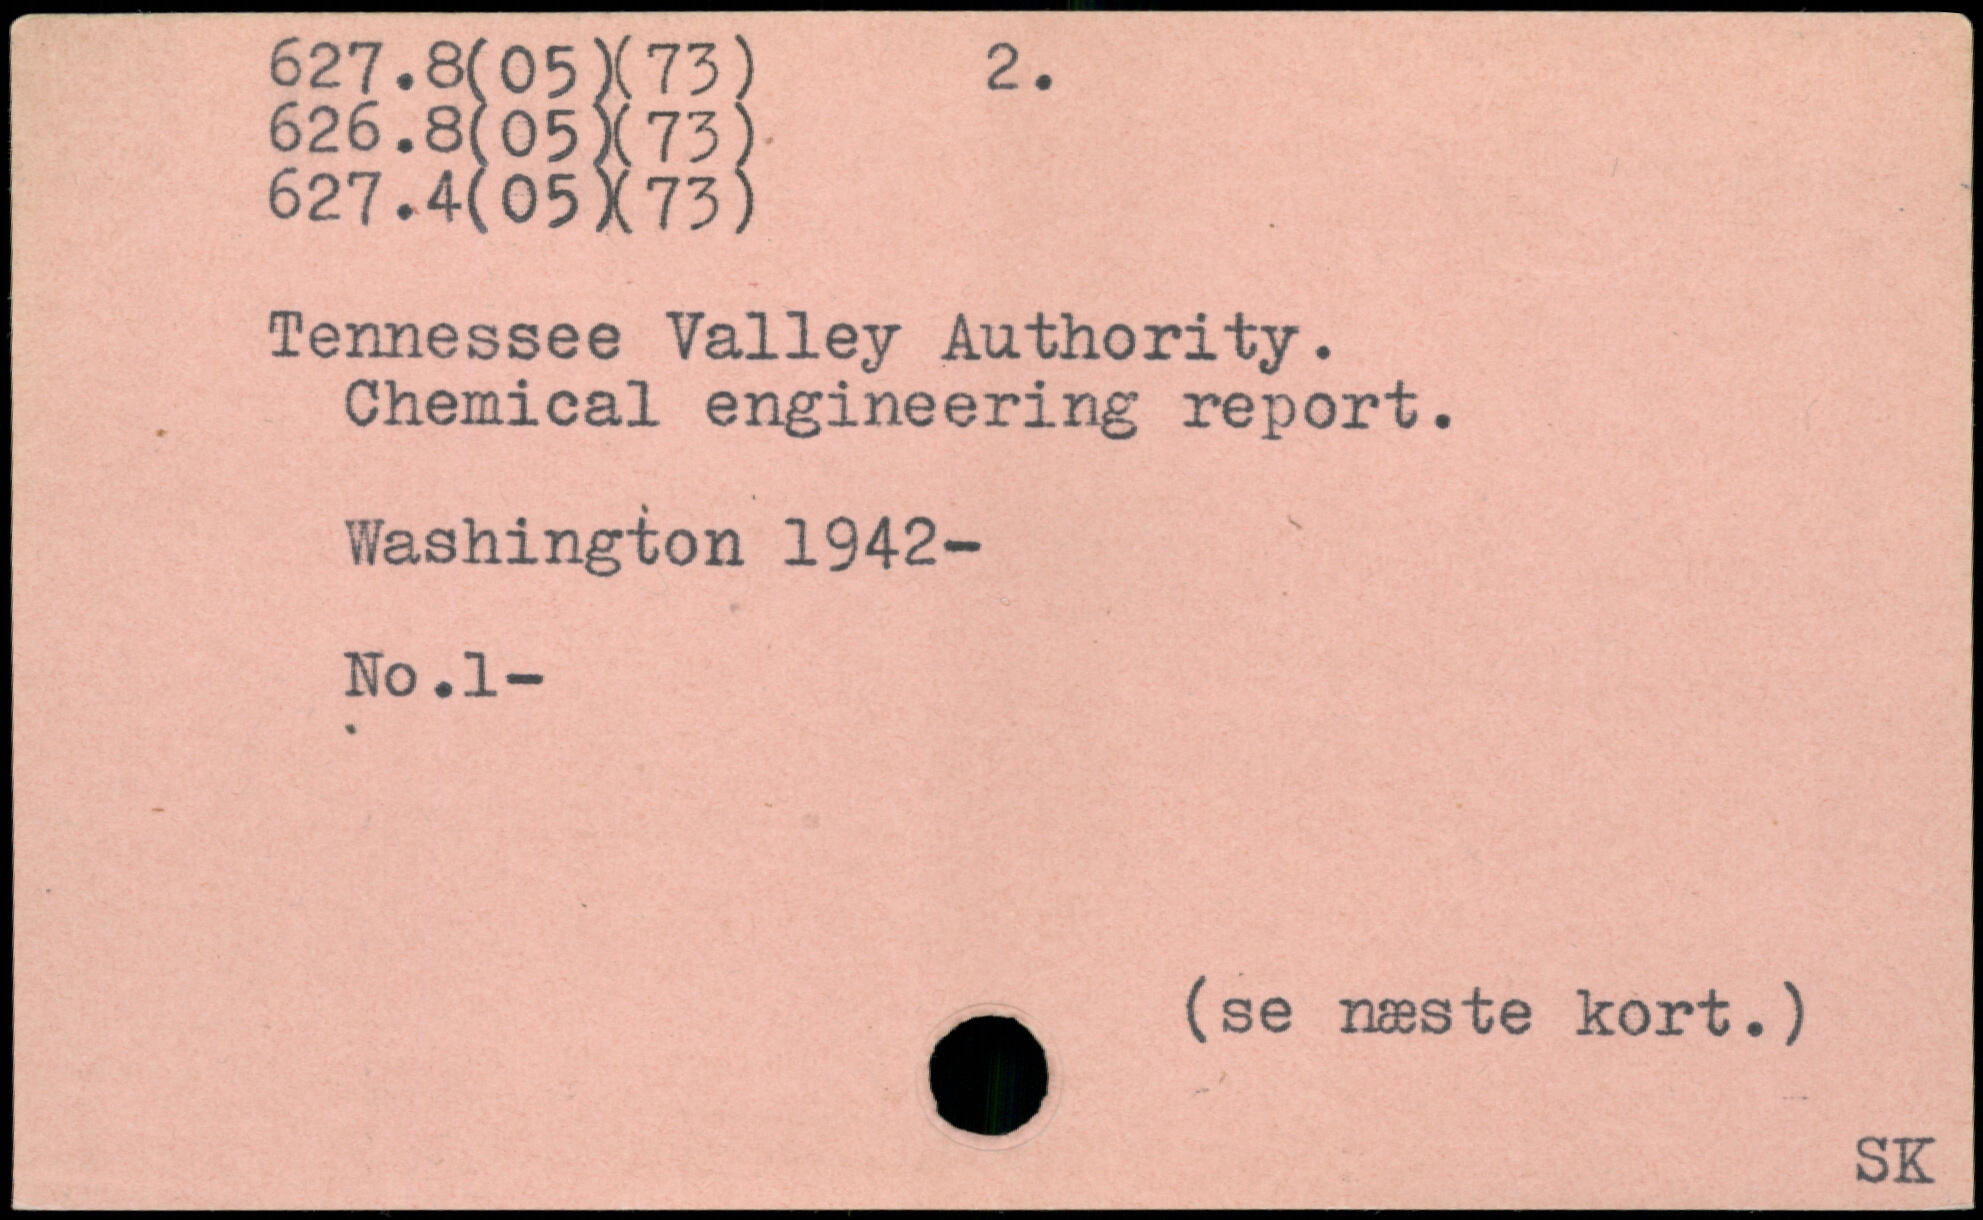 627.8(05)(73) 2.
626.8(05)(73)
627.4(05)(73)
Tennessee Valley Authority.
Chemical engineering report.
Washington 1942-
No.1-
(se næste kort.)
SK